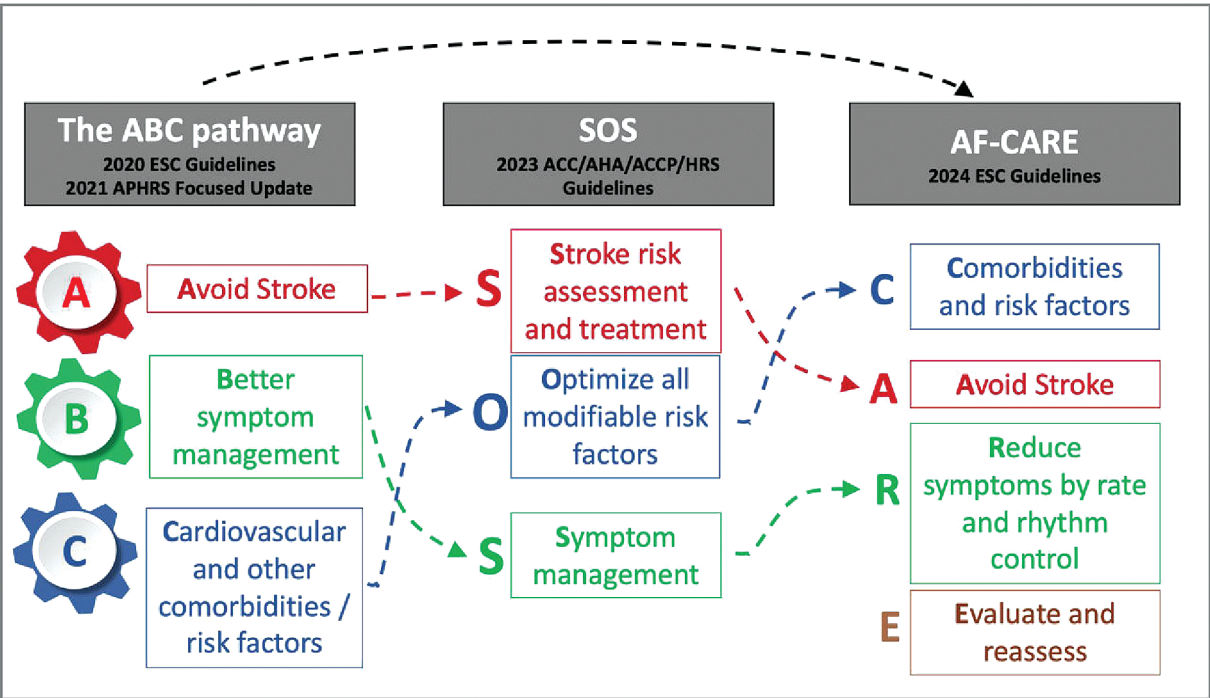 The ABC pathway
2020 ESC Guidelines
2021 APHRS Focused Update
SOS
2023 ACC/AHA/ACCP/HRS
Guidelines
AF-CARE
2024 ESC Guidelines
A
Avoid Stroke
B
Better
symptom
management
C
Cardiovascular
and other
comorbidities /
risk factors
S
Stroke risk
assessment
and treatment
O
Optimize all
modifiable risk
factors
S
Symptom
management
C
Comorbidities
and risk factors
A
Avoid Stroke
R
Reduce
symptoms by rate
and rhythm
control
E
Evaluate and
reassess